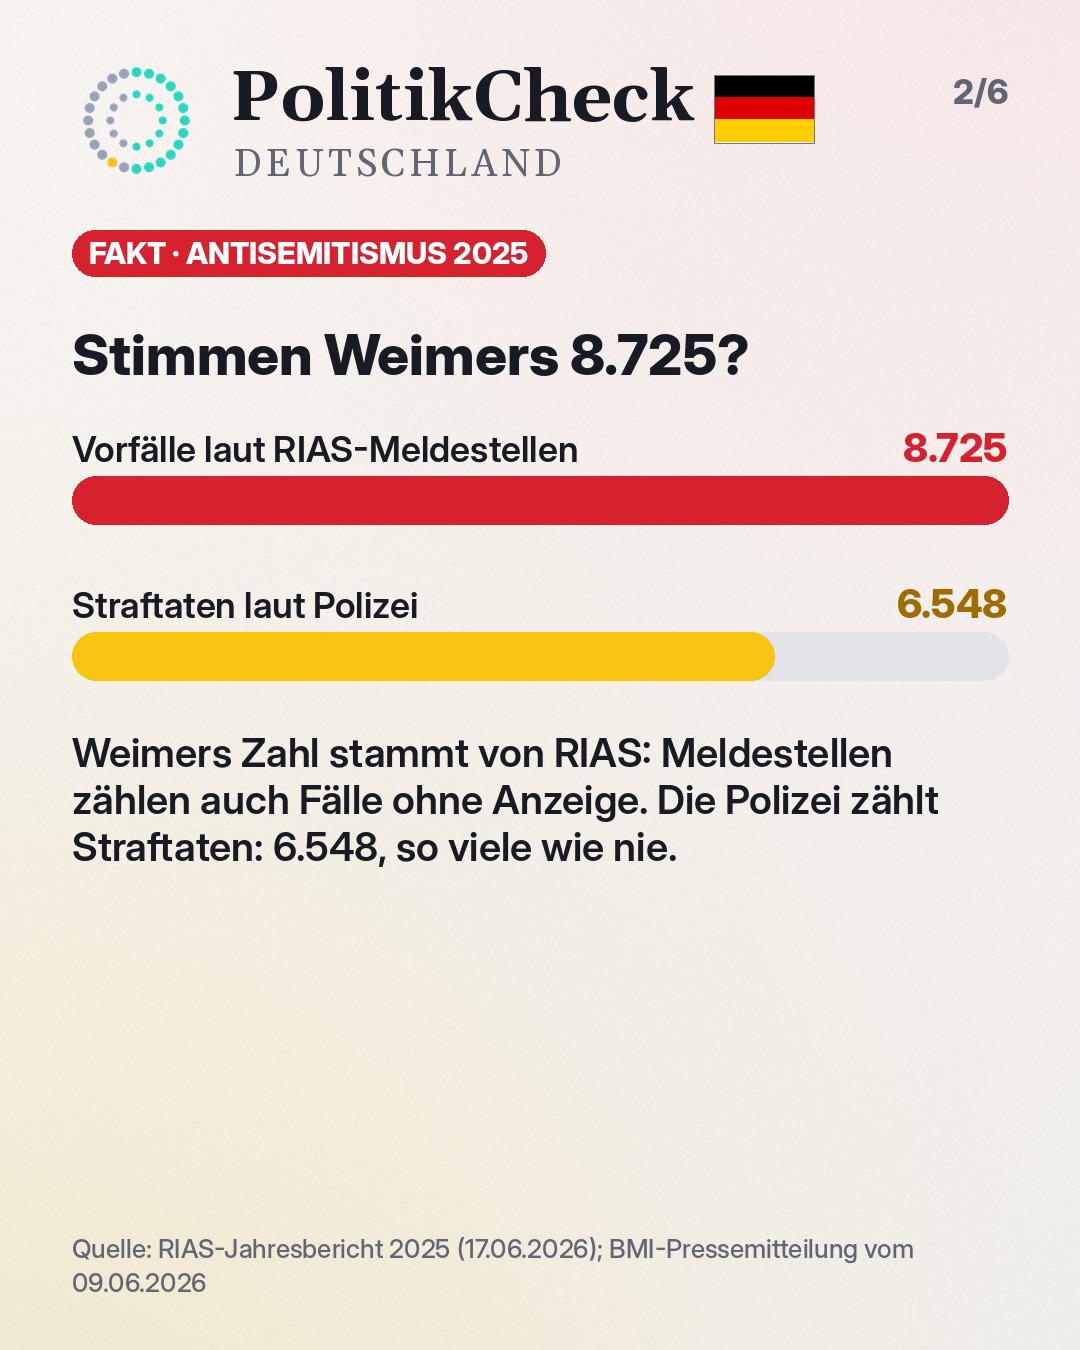 PolitikCheck
2/6
DEUTSCHLAND
FAKT · ANTISEMITISMUS 2025
Stimmen Weimers 8.725?
Vorfälle laut RIAS-Meldestellen 8.725
Straftaten laut Polizei 6.548
Weimers Zahl stammt von RIAS: Meldestellen
zählen auch Fälle ohne Anzeige. Die Polizei zählt
Straftaten: 6.548, so viele wie nie.
Quelle: RIAS-Jahresbericht 2025 (17.06.2026); BMI-Pressemitteilung vom
09.06.2026